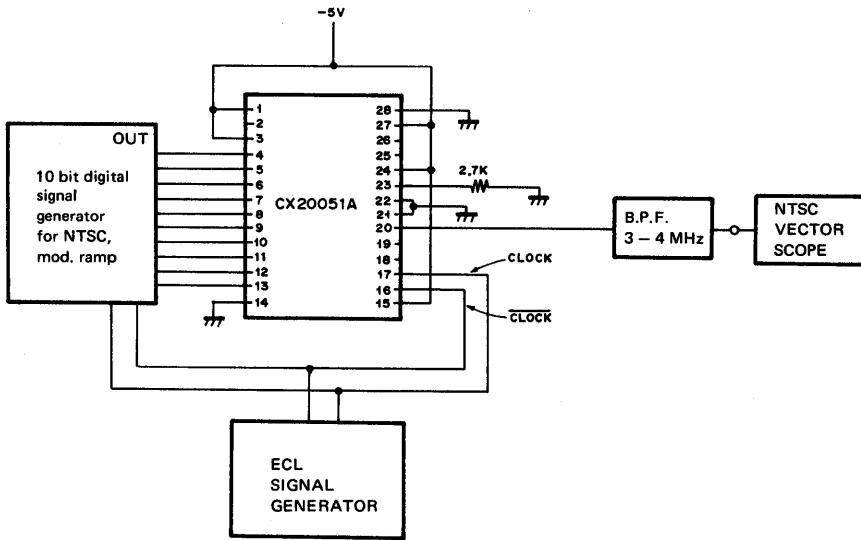 -5V
OUT
10 bit digital
signal
generator
for NTSC,
mod. ramp
1
2
3
4
5
6
7
8
9
10
11
12
13
14
CX20051A
28
27
26
25
24
23
22
21
20
19
18
17
16
15
2.7K
CLOCK
CLOCK
B.P.F.
3 – 4 MHz
NTSC
VECTOR
SCOPE
ECL
SIGNAL
GENERATOR